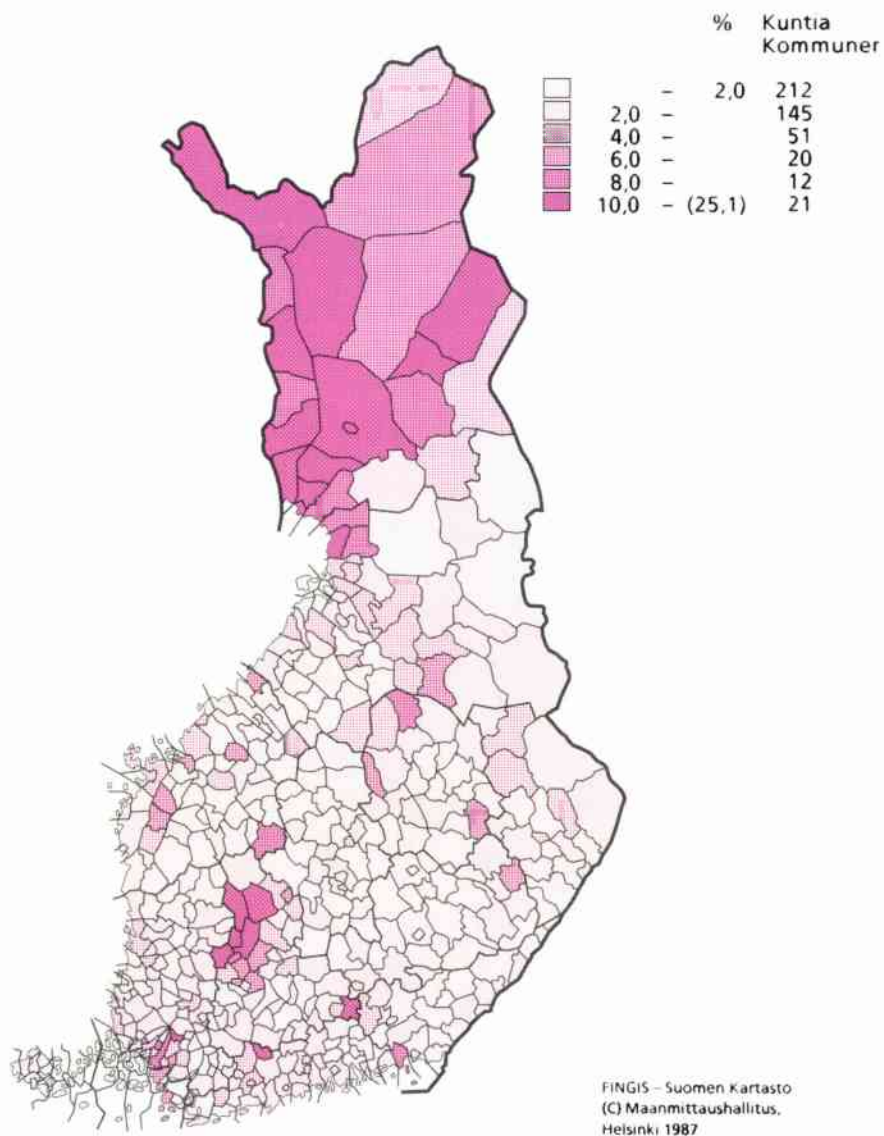 % Kuntia
Kommuner
– 2,0 212
2,0 – 145
4,0 – 51
6,0 – 20
8,0 – 12
10,0 – (25,1) 21
FINGIS – Suomen Kartasto
(C) Maanmittaushallitus,
Helsinki 1987